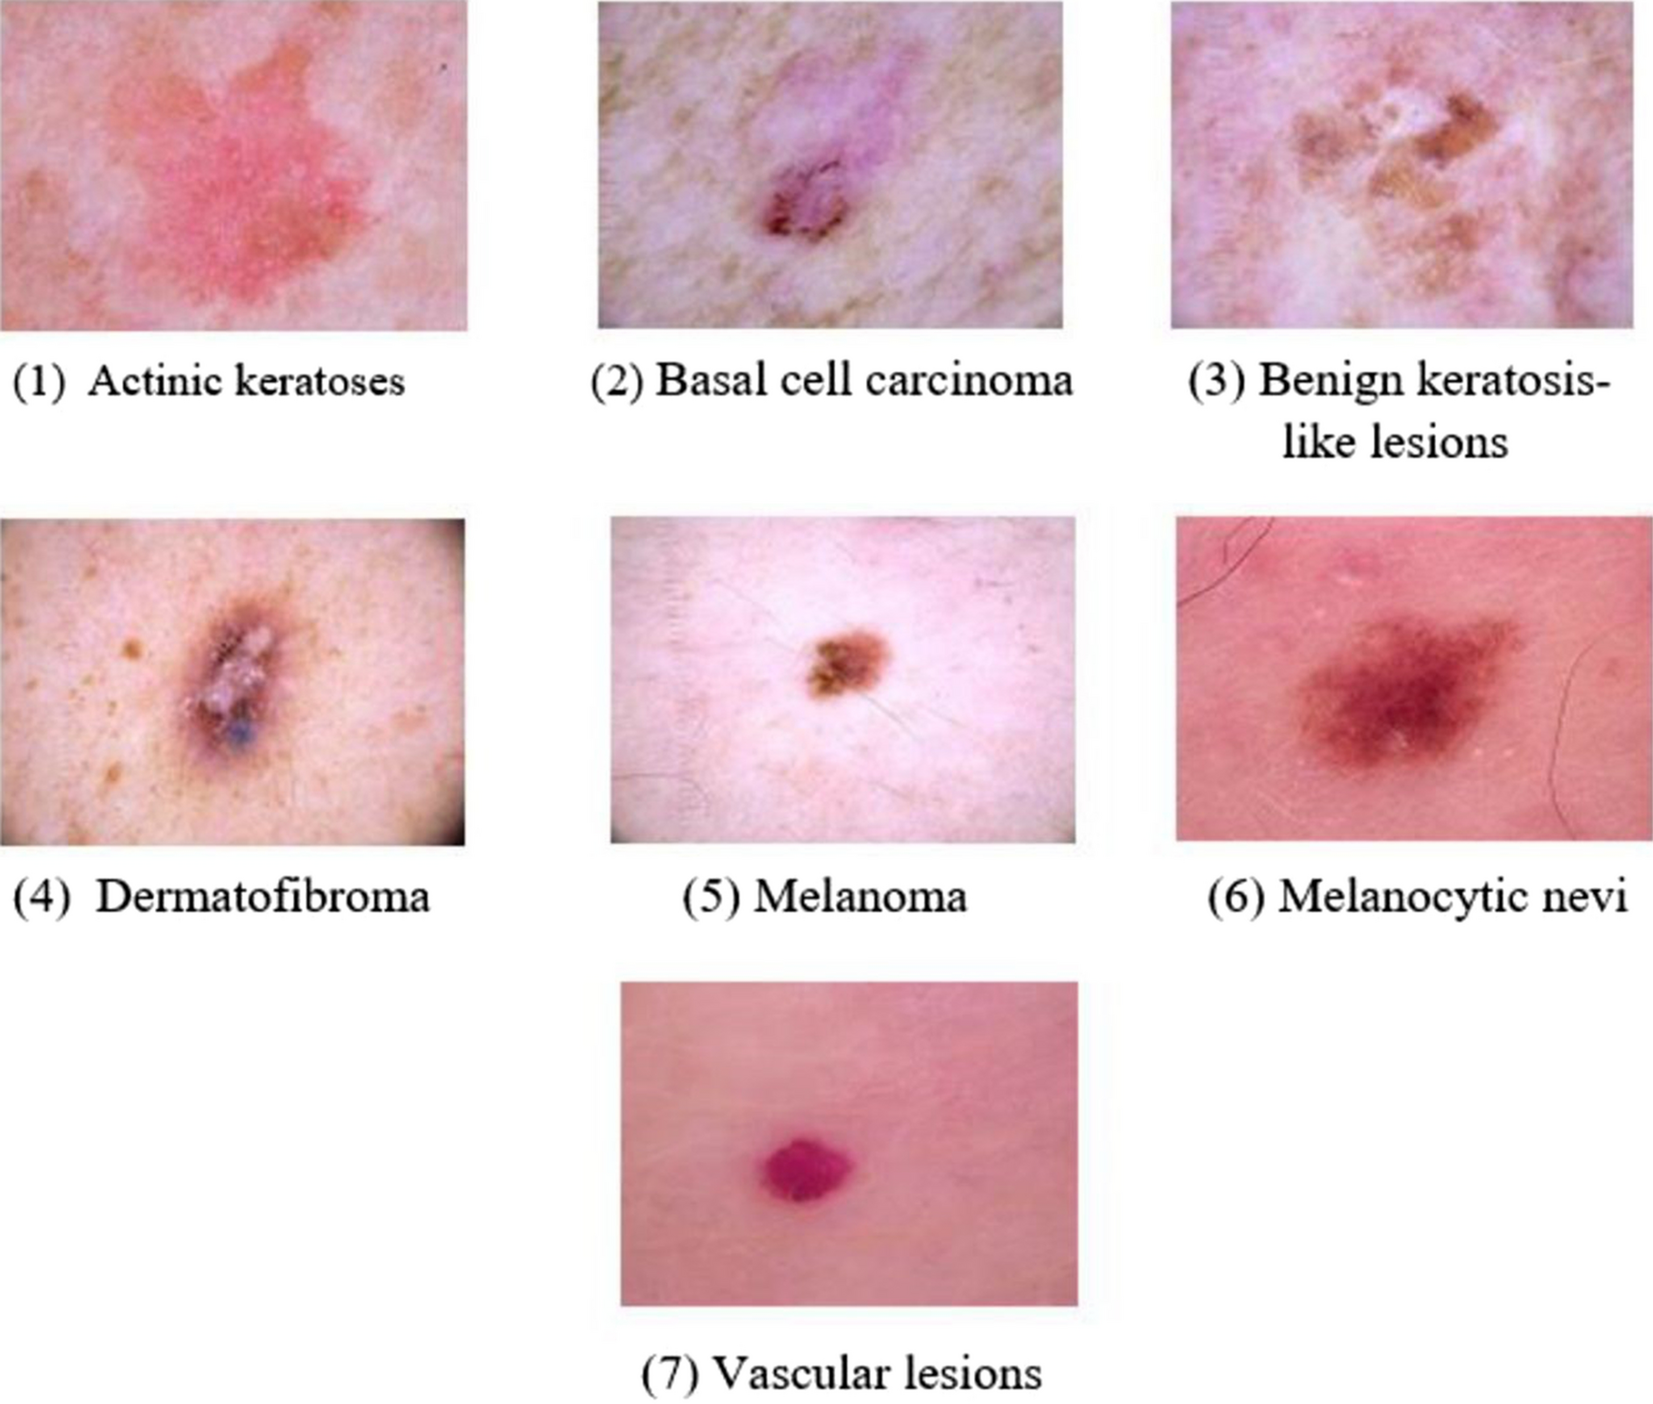 (1) Actinic keratoses
(2) Basal cell carcinoma
(3) Benign keratosis-
like lesions
(4) Dermatofibroma
(5) Melanoma
(6) Melanocytic nevi
(7) Vascular lesions